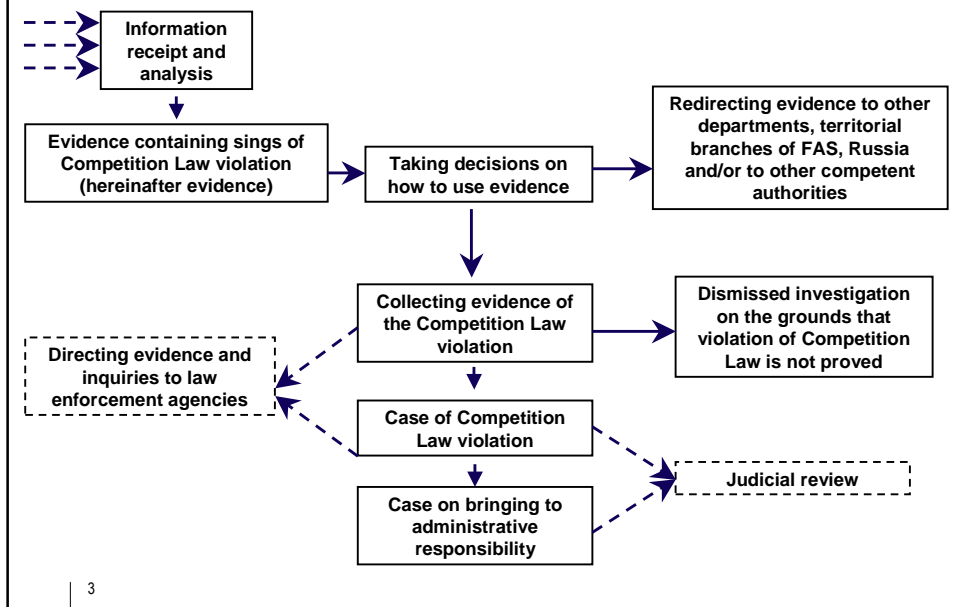 Information
receipt and
analysis
Evidence containing sings of
Competition Law violation
(hereinafter evidence)
Taking decisions on
how to use evidence
Redirecting evidence to other
departments, territorial
branches of FAS, Russia
and/or to other competent
authorities
Collecting evidence of
the Competition Law
violation
Dismissed investigation
on the grounds that
violation of Competition
Law is not proved
Directing evidence and
inquiries to law
enforcement agencies
Case of Competition
Law violation
Judicial review
Case on bringing to
administrative
responsibility
3